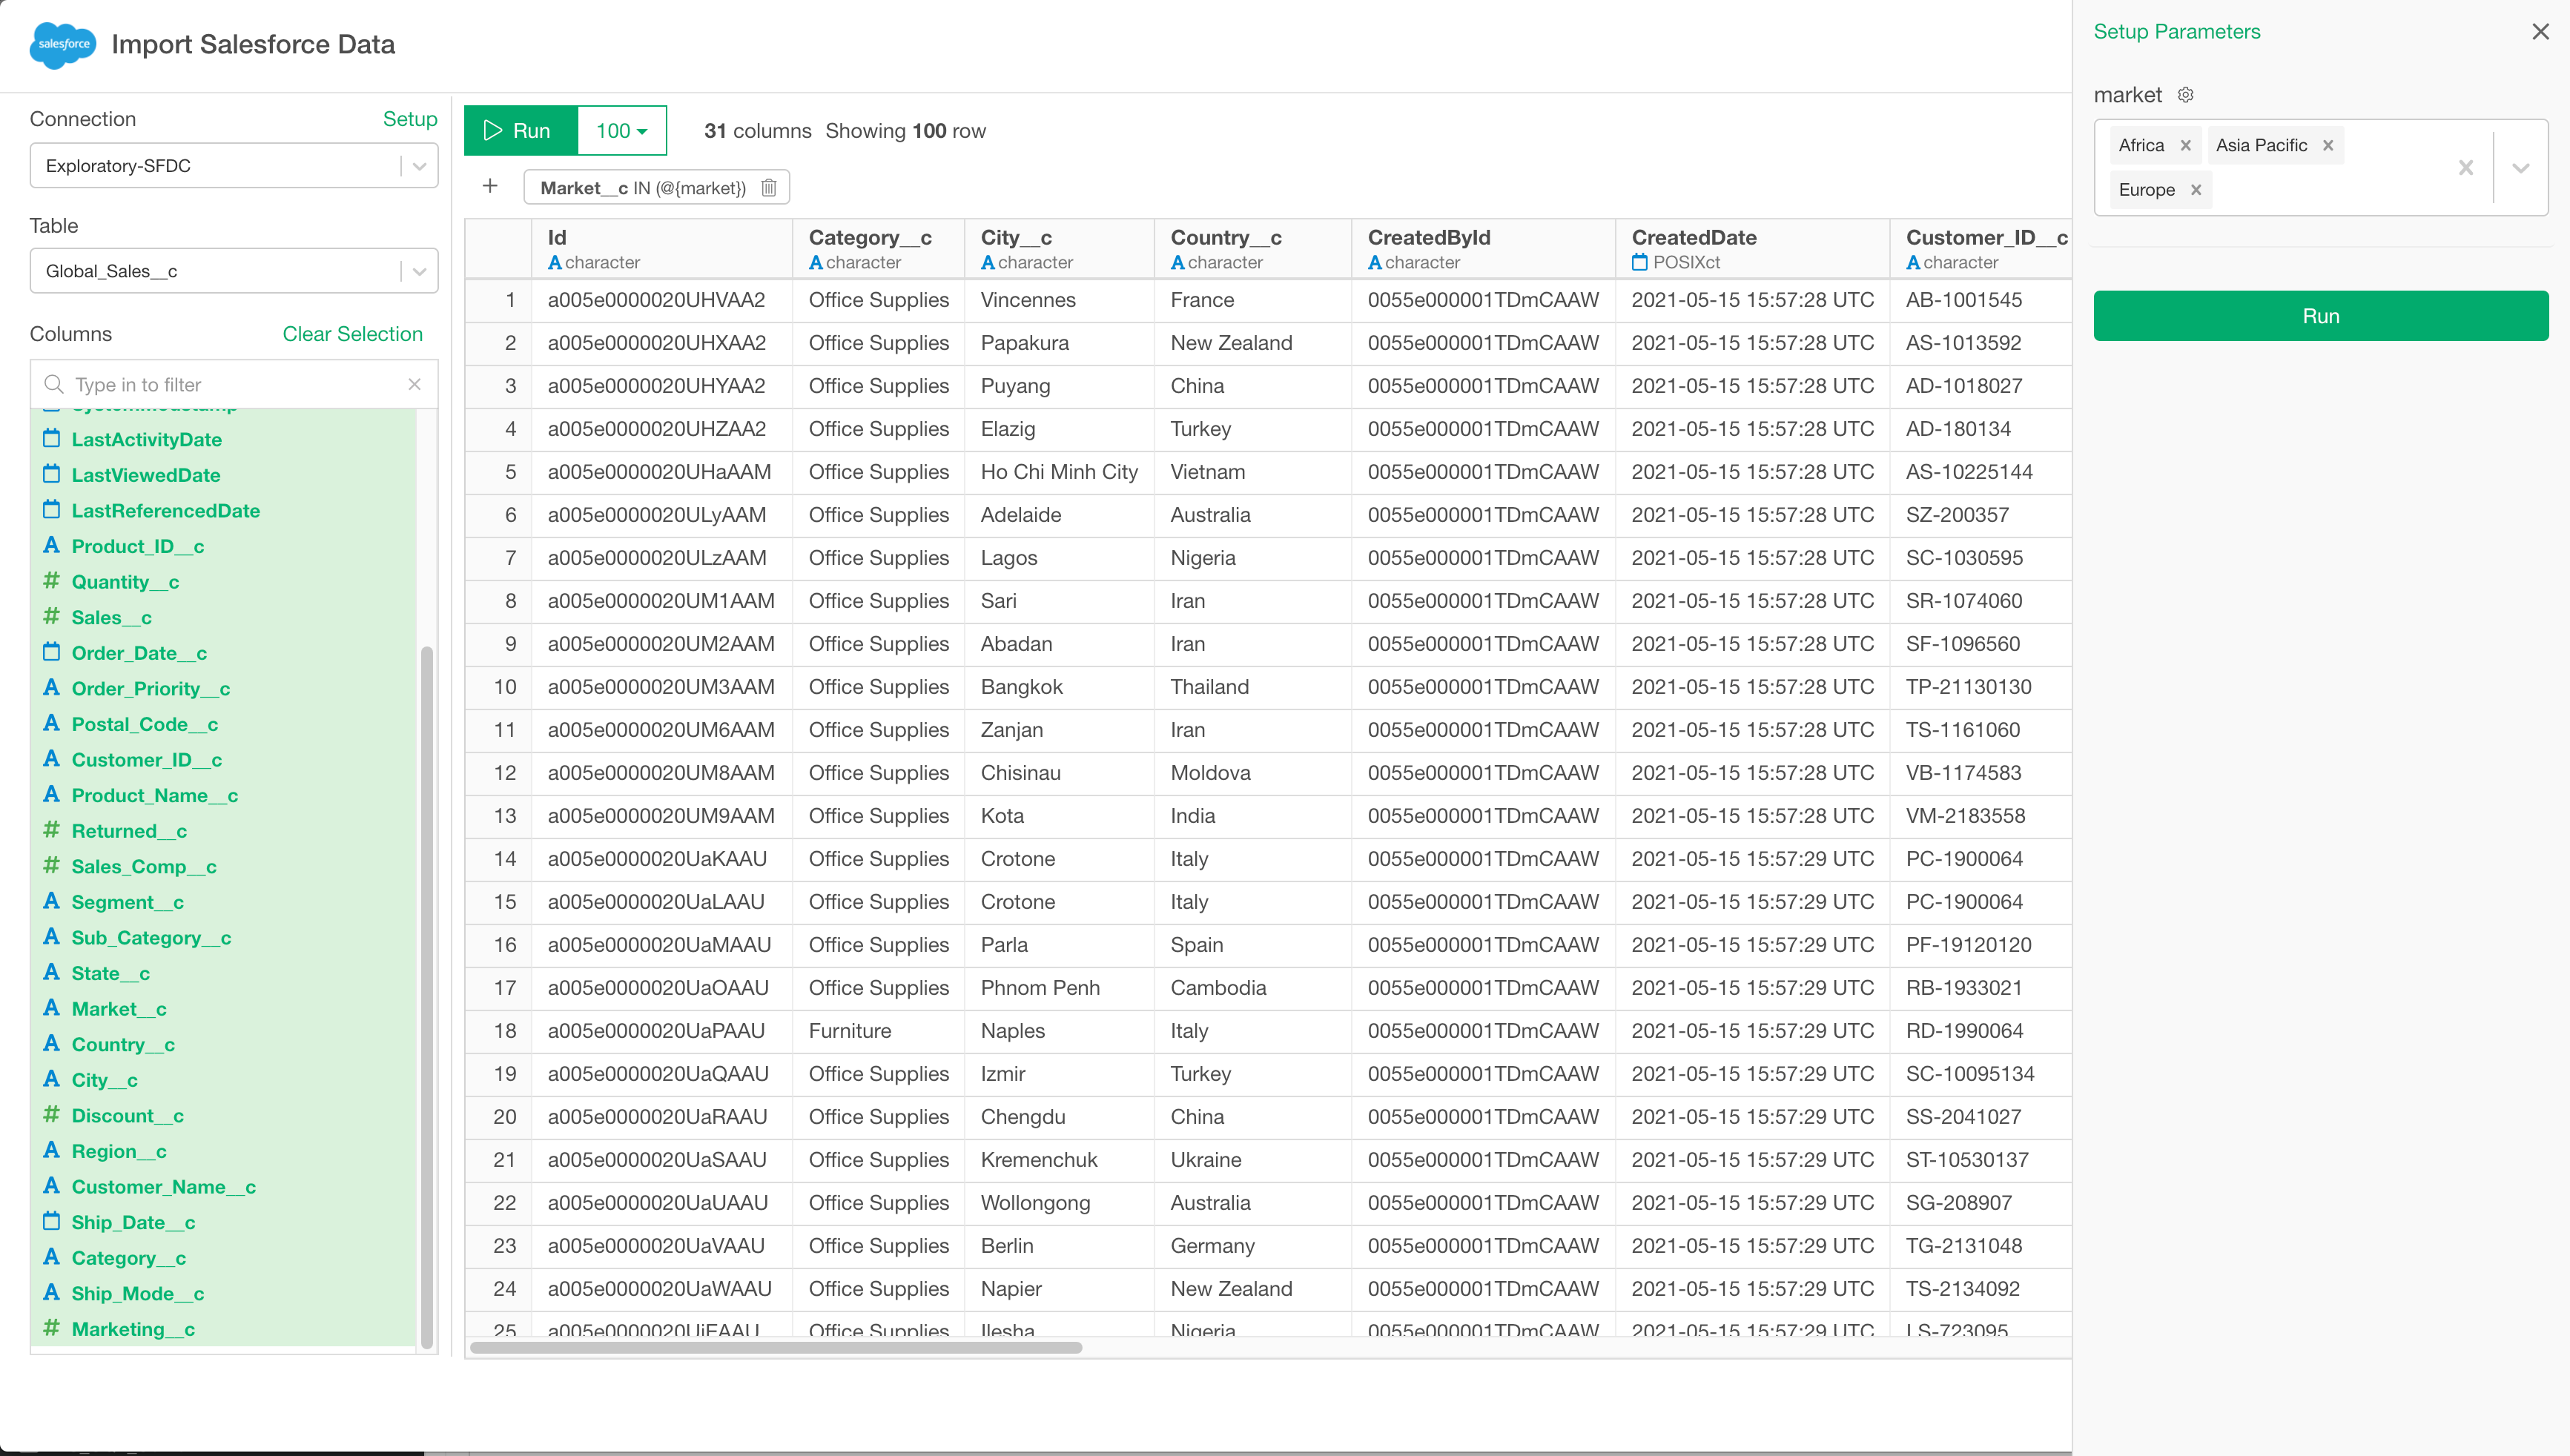 salesforce Import Salesforce Data
Connection Setup
Exploratory-SFDC
Table
Global_Sales__c
Columns Clear Selection
Type in to filter
LastActivityDate
LastViewedDate
LastReferencedDate
Product_ID__c
Quantity__c
Sales__c
Order_Date__c
Order_Priority__c
Postal_Code__c
Customer_ID__c
Product_Name__c
Returned__c
Sales_Comp__c
Segment__c
Sub_Category__c
State__c
Market__c
Country__c
City__c
Discount__c
Region__c
Customer_Name__c
Ship_Date__c
Category__c
Ship_Mode__c
Marketing__c
Run 100 31 columns Showing 100 row
+ Market__c IN (@{market})
Id Category__c City__c Country__c CreatedById CreatedDate Customer_ID__c
character character character character character POSIXct character
1 a005e0000020UHVAA2 Office Supplies Vincennes France 0055e000001TDmCAAW 2021-05-15 15:57:28 UTC AB-1001545
2 a005e0000020UHXAA2 Office Supplies Papakura New Zealand 0055e000001TDmCAAW 2021-05-15 15:57:28 UTC AS-1013592
3 a005e0000020UHYAA2 Office Supplies Puyang China 0055e000001TDmCAAW 2021-05-15 15:57:28 UTC AD-1018027
4 a005e0000020UHZAA2 Office Supplies Elazig Turkey 0055e000001TDmCAAW 2021-05-15 15:57:28 UTC AD-180134
5 a005e0000020UHaAAM Office Supplies Ho Chi Minh City Vietnam 0055e000001TDmCAAW 2021-05-15 15:57:28 UTC AS-10225144
6 a005e0000020ULyAAM Office Supplies Adelaide Australia 0055e000001TDmCAAW 2021-05-15 15:57:28 UTC SZ-200357
7 a005e0000020ULzAAM Office Supplies Lagos Nigeria 0055e000001TDmCAAW 2021-05-15 15:57:28 UTC SC-1030595
8 a005e0000020UM1AAM Office Supplies Sari Iran 0055e000001TDmCAAW 2021-05-15 15:57:28 UTC SR-1074060
9 a005e0000020UM2AAM Office Supplies Abadan Iran 0055e000001TDmCAAW 2021-05-15 15:57:28 UTC SF-1096560
10 a005e0000020UM3AAM Office Supplies Bangkok Thailand 0055e000001TDmCAAW 2021-05-15 15:57:28 UTC TP-21130130
11 a005e0000020UM6AAM Office Supplies Zanjan Iran 0055e000001TDmCAAW 2021-05-15 15:57:28 UTC TS-1161060
12 a005e0000020UM8AAM Office Supplies Chisinau Moldova 0055e000001TDmCAAW 2021-05-15 15:57:28 UTC VB-1174583
13 a005e0000020UM9AAM Office Supplies Kota India 0055e000001TDmCAAW 2021-05-15 15:57:28 UTC VM-2183558
14 a005e0000020UaKAAU Office Supplies Crotone Italy 0055e000001TDmCAAW 2021-05-15 15:57:29 UTC PC-1900064
15 a005e0000020UaLAAU Office Supplies Crotone Italy 0055e000001TDmCAAW 2021-05-15 15:57:29 UTC PC-1900064
16 a005e0000020UaMAAU Office Supplies Parla Spain 0055e000001TDmCAAW 2021-05-15 15:57:29 UTC PF-19120120
17 a005e0000020UaOAAU Office Supplies Phnom Penh Cambodia 0055e000001TDmCAAW 2021-05-15 15:57:29 UTC RB-1933021
18 a005e0000020UaPAAU Furniture Naples Italy 0055e000001TDmCAAW 2021-05-15 15:57:29 UTC RD-1990064
19 a005e0000020UaQAAU Office Supplies Izmir Turkey 0055e000001TDmCAAW 2021-05-15 15:57:29 UTC SC-10095134
20 a005e0000020UaRAAU Office Supplies Chengdu China 0055e000001TDmCAAW 2021-05-15 15:57:29 UTC SS-2041027
21 a005e0000020UaSAAU Office Supplies Kremenchuk Ukraine 0055e000001TDmCAAW 2021-05-15 15:57:29 UTC ST-10530137
22 a005e0000020UaUAAU Office Supplies Wollongong Australia 0055e000001TDmCAAW 2021-05-15 15:57:29 UTC SG-208907
23 a005e0000020UaVAAU Office Supplies Berlin Germany 0055e000001TDmCAAW 2021-05-15 15:57:29 UTC TG-2131048
24 a005e0000020UaWAAU Office Supplies Napier New Zealand 0055e000001TDmCAAW 2021-05-15 15:57:29 UTC TS-2134092
25 Office Supplies Ilesha Nigeria 0055e000001TDmCAAW 2021-05-15 15:57:29 UTC LS-723095
Setup Parameters
market
Africa Asia Pacific
Europe
Run